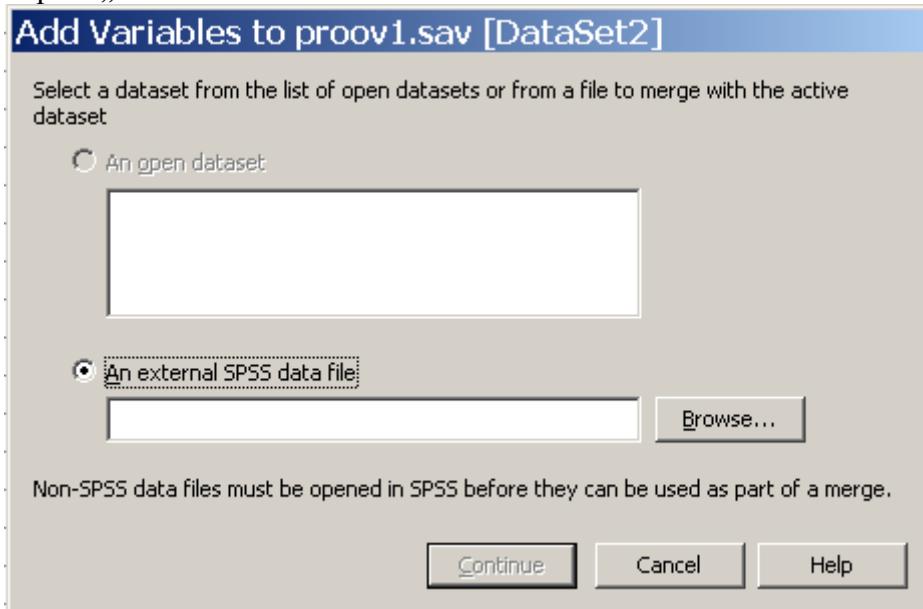 Add Variables to proov1.sav [DataSet2]
Select a dataset from the list of open datasets or from a file to merge with the active
dataset
An open dataset
An external SPSS data file
Browse...
Non-SPSS data files must be opened in SPSS before they can be used as part of a merge.
Continue
Cancel
Help